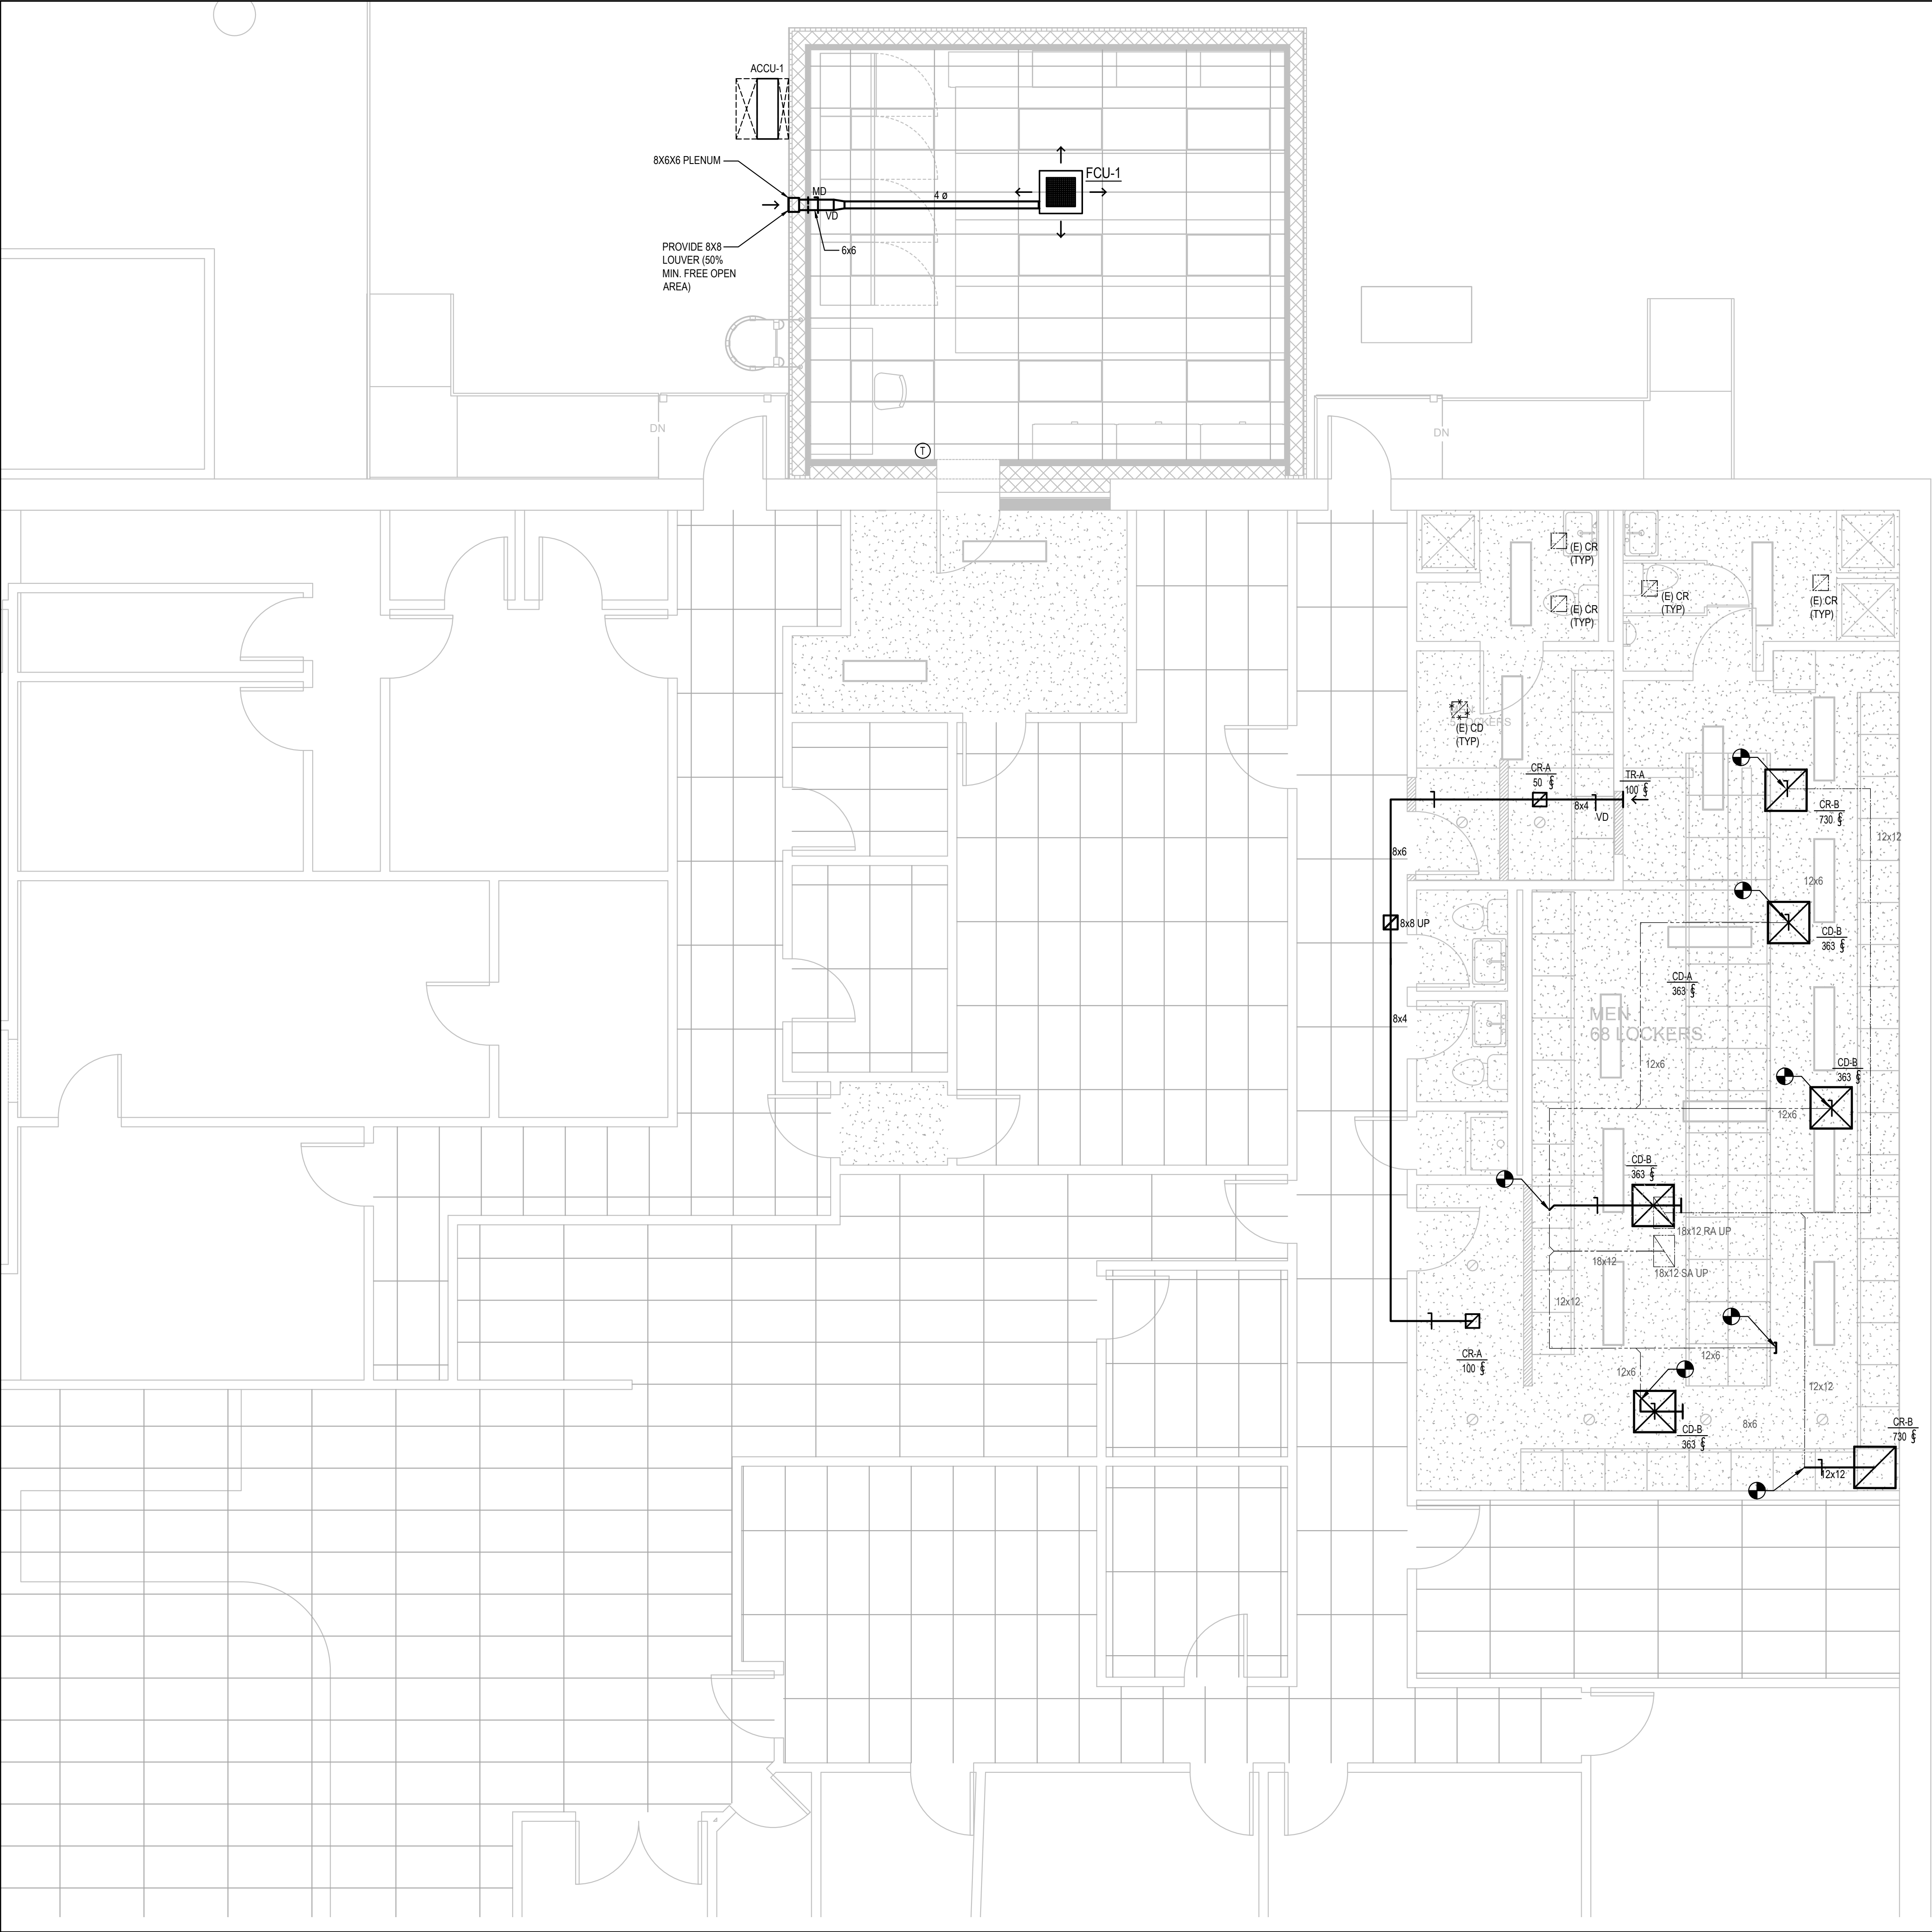 ACCU-1
8X6X6 PLENUM
FCU-1
MD
4 ø
VD
PROVIDE 8X8
LOUVER (50%
MIN. FREE OPEN
AREA)
6x6
DN
DN
T
(E) CR
(TYP)
(E) CR
(TYP)
(E) CR
(TYP)
(E) CR
(TYP)
LOCKERS
(E) CD
(TYP)
CR-A
50
TR-A
100
8x4
VD
CR-B
730
12x12
8x6
12x6
8x8 UP
CD-B
363
CD-A
363
MEN
68 LOCKERS
8x4
12x6
CD-B
363
12x6
CD-B
363
18x12 RA UP
18x12
18x12 SA UP
12x12
CR-A
100
12x6
12x6
12x12
8x6
CD-B
363
CR-B
730
12x12